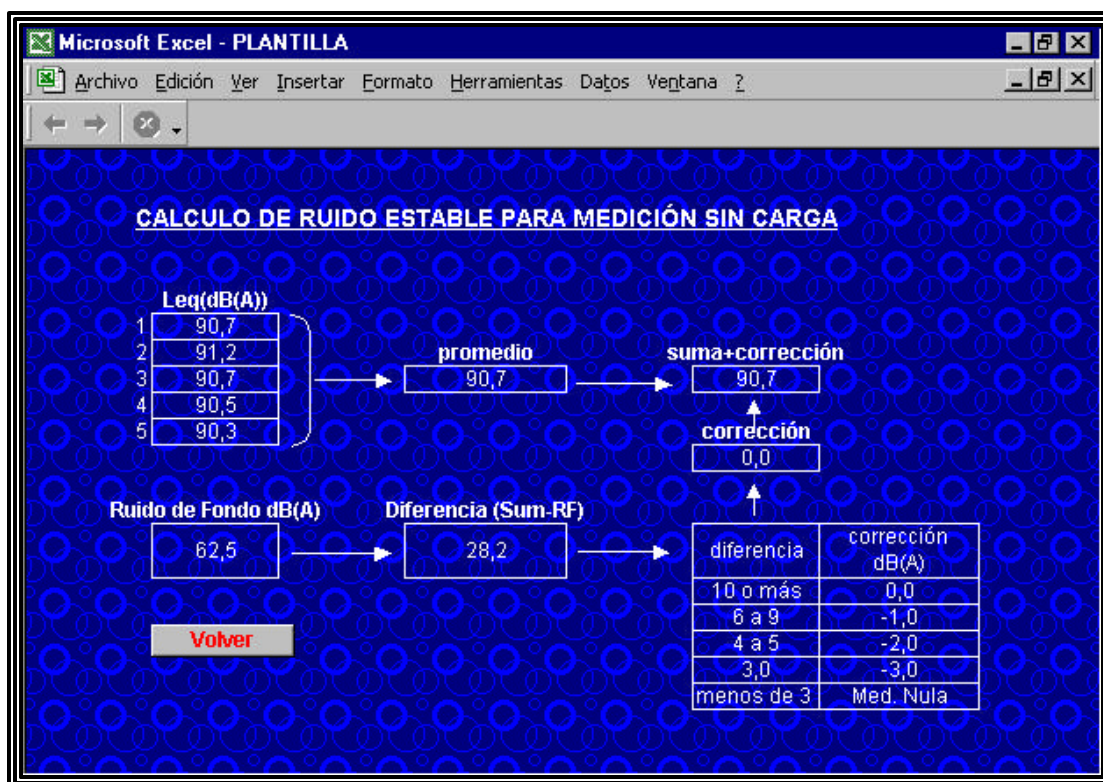 Microsoft Excel - PLANTILLA
Archivo Edición Ver Insertar Formato Herramientas Datos Ventana ?
CALCULO DE RUIDO ESTABLE PARA MEDICIÓN SIN CARGA
Leq(dB(A))
1 90,7
2 91,2
3 90,7
4 90,5
5 90,3
promedio
90,7
suma+corrección
90,7
corrección
0,0
Ruido de Fondo dB(A)
62,5
Diferencia (Sum-RF)
28,2
diferencia corrección dB(A)
10 o más 0,0
6 a 9 -1,0
4 a 5 -2,0
3,0 -3,0
menos de 3 Med. Nula
Volver